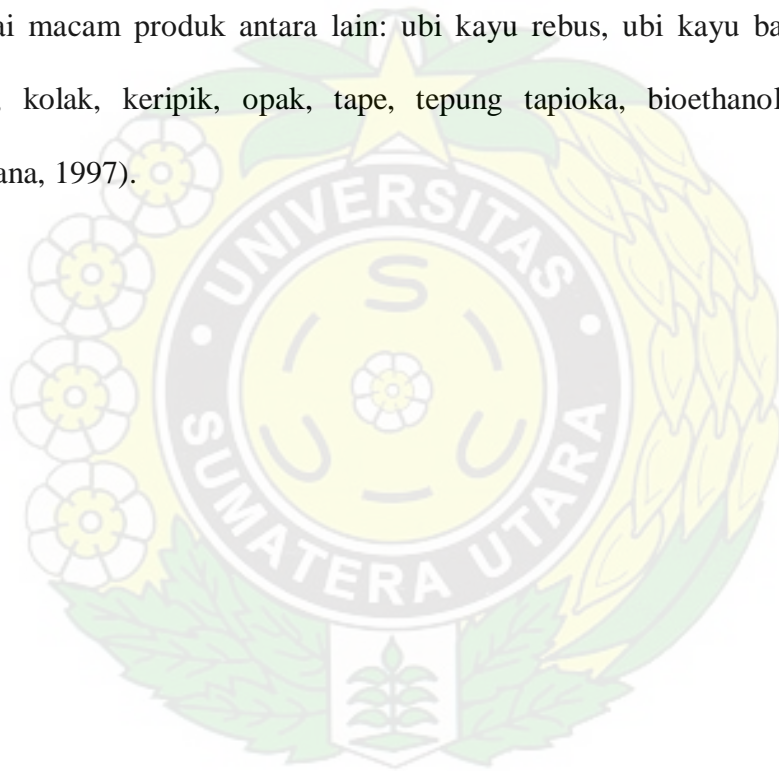 ai macam produk antara lain: ubi kayu rebus, ubi kayu ba
, kolak, keripik, opak, tape, tepung tapioka, bioethanol
ana, 1997).
UNIVERSITAS
S
U U
SUMATERA UTARA